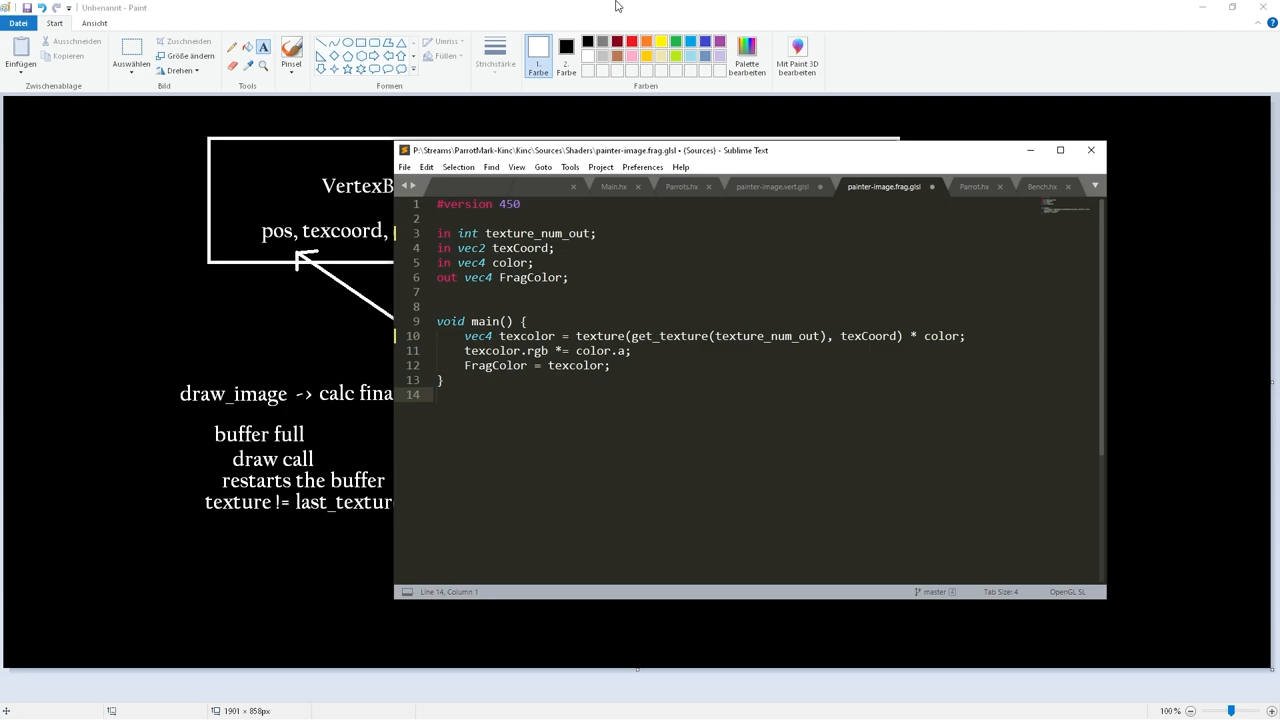 Unbenannt - Paint
Datei Start Ansicht
Einfügen
Ausschneiden
Kopieren
Zwischenablage
Auswählen
Zuschneiden
Größe ändern
Drehen
Bild
A
Tools
Pinsel
Umriss
Füllen
Formen
Strichstärke
1. Farbe
2. Farbe
Palette bearbeiten
Farben
Mit Paint 3D bearbeiten
VertexB
pos, texcoord,
draw_image -> calc fina
buffer full
draw call
restarts the buffer
texture != last_textur
P:\Streams\ParrotMark-Kinc\Kinc\Sources\Shaders\painter-image.frag.glsl • (Sources) - Sublime Text
File Edit Selection Find View Goto Tools Project Preferences Help
Main.hx Parrots.hx painter-image.vert.glsl painter-image.frag.glsl Parrot.hx Bench.hx
1 #version 450
2
3 in int texture_num_out;
4 in vec2 texCoord;
5 in vec4 color;
6 out vec4 FragColor;
7
8
9 void main() {
10 vec4 texcolor = texture(get_texture(texture_num_out), texCoord) * color;
11 texcolor.rgb *= color.a;
12 FragColor = texcolor;
13 }
14
Line 14, Column 1 master 4 Tab Size: 4 OpenGL SL
1901 × 858px 100 %